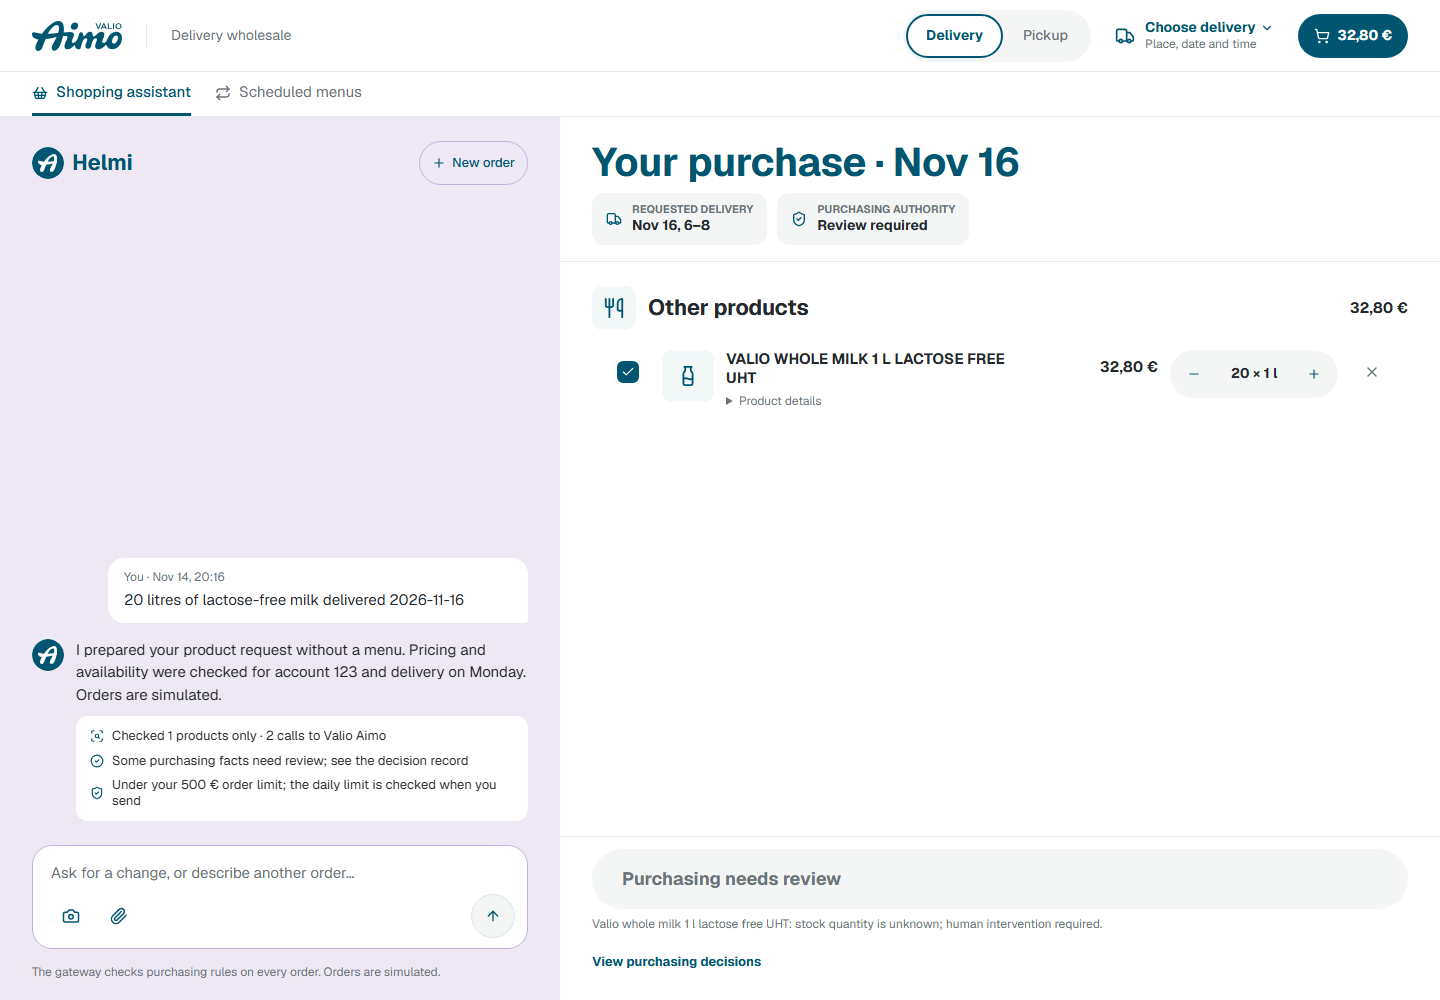 VALIO
Aimo
Delivery wholesale
Delivery
Pickup
Choose delivery
Place, date and time
32,80 €
Shopping assistant
Scheduled menus
Helmi
New order
You · Nov 14, 20:16
20 litres of lactose-free milk delivered 2026-11-16
I prepared your product request without a menu. Pricing and
availability were checked for account 123 and delivery on Monday.
Orders are simulated.
Checked 1 products only · 2 calls to Valio Aimo
Some purchasing facts need review; see the decision record
Under your 500 € order limit; the daily limit is checked when you
send
Ask for a change, or describe another order...
The gateway checks purchasing rules on every order. Orders are simulated.
Your purchase · Nov 16
REQUESTED DELIVERY
Nov 16, 6–8
PURCHASING AUTHORITY
Review required
Other products
32,80 €
VALIO WHOLE MILK 1 L LACTOSE FREE
UHT
Product details
32,80 €
20 × 1 l
Purchasing needs review
Valio whole milk 1 l lactose free UHT: stock quantity is unknown; human intervention required.
View purchasing decisions